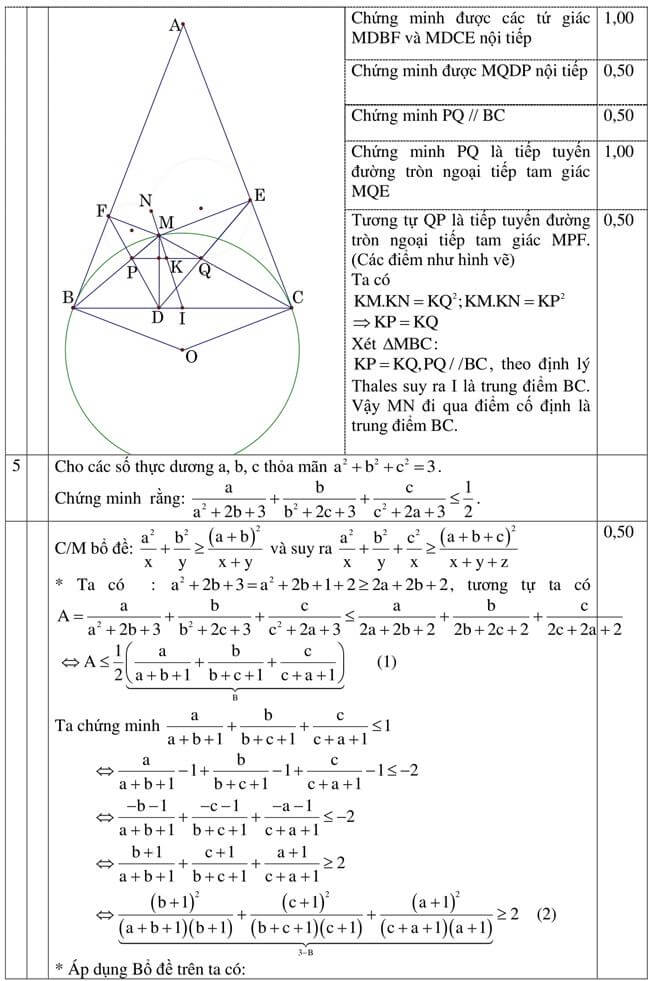 A
N
E
F
M
P
K
Q
B
D
I
C
O
Chứng minh được các tứ giác
MDBF và MDCE nội tiếp
1,00
Chứng minh được MQDP nội tiếp
0,50
Chứng minh PQ // BC
0,50
Chứng minh PQ là tiếp tuyến
đường tròn ngoại tiếp tam giác
MQE
1,00
Tương tự QP là tiếp tuyến đường
tròn ngoại tiếp tam giác MPF.
(Các điểm như hình vẽ)
Ta có
KM.KN = KQ²; KM.KN = KP²
⇒ KP = KQ
Xét ΔMBC:
KP = KQ, PQ / /BC, theo định lý
Thales suy ra I là trung điểm BC.
Vậy MN đi qua điểm cố định là
trung điểm BC.
0,50
5
Cho các số thực dương a, b, c thỏa mãn a² + b² + c² = 3.
Chứng minh rằng: a/(a² + 2b + 3) + b/(b² + 2c + 3) + c/(c² + 2a + 3) ≤ 1/2.
C/M bổ đề: a²/x + b²/y ≥ (a + b)²/(x + y) và suy ra a²/x + b²/y + c²/x ≥ (a + b + c)²/(x + y + z)
0,50
* Ta có : a² + 2b + 3 = a² + 2b + 1 + 2 ≥ 2a + 2b + 2, tương tự ta có
A = a/(a² + 2b + 3) + b/(b² + 2c + 3) + c/(c² + 2a + 3) ≤ a/(2a + 2b + 2) + b/(2b + 2c + 2) + c/(2c + 2a + 2)
⇔ A ≤ 1/2 (a/(a + b + 1) + b/(b + c + 1) + c/(c + a + 1)) (1)
B
Ta chứng minh a/(a + b + 1) + b/(b + c + 1) + c/(c + a + 1) ≤ 1
⇔ a/(a + b + 1) − 1 + b/(b + c + 1) − 1 + c/(c + a + 1) − 1 ≤ −2
⇔ (−b − 1)/(a + b + 1) + (−c − 1)/(b + c + 1) + (−a − 1)/(c + a + 1) ≤ −2
⇔ (b + 1)/(a + b + 1) + (c + 1)/(b + c + 1) + (a + 1)/(c + a + 1) ≥ 2
⇔ (b + 1)²/((a + b + 1)(b + 1)) + (c + 1)²/((b + c + 1)(c + 1)) + (a + 1)²/((c + a + 1)(a + 1)) ≥ 2 (2)
3−B
* Áp dụng Bổ đề trên ta có: